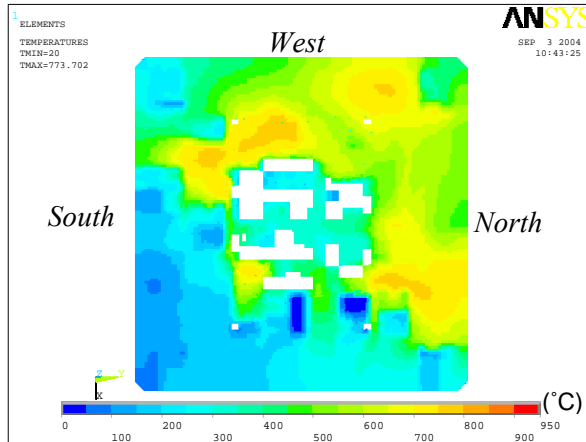 1
ELEMENTS
ANSYS
TEMPERATURES
TMIN=20
TMAX=773.702
SEP 3 2004
10:43:25
West
South
North
Z Y
X
0 200 400 600 800 950
100 300 500 700 900
(°C)